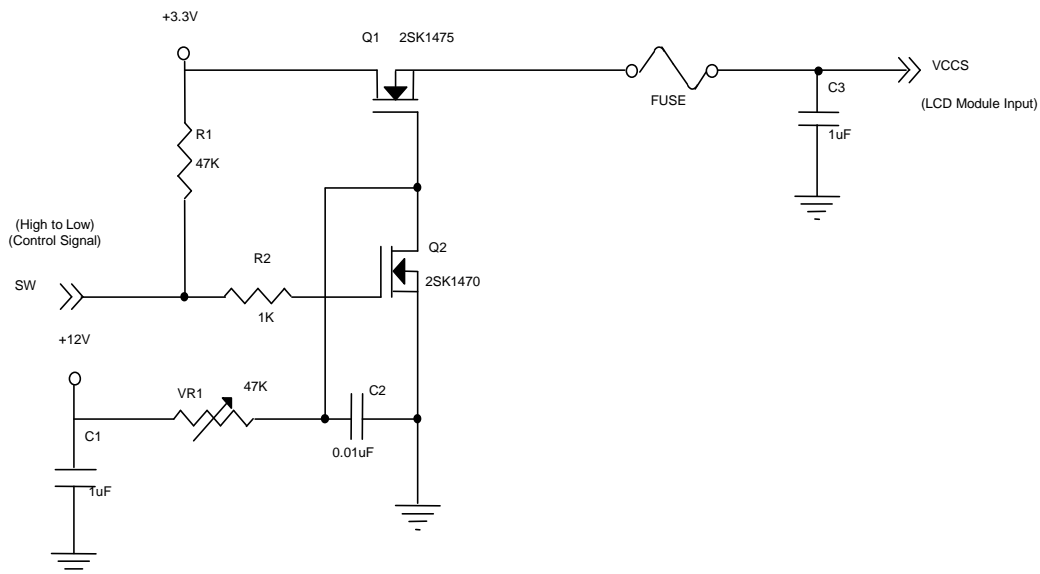 +3.3V
Q1 2SK1475
VCCS
FUSE
C3
(LCD Module Input)
R1
1uF
47K
(High to Low)
(Control Signal)
Q2
R2
2SK1470
SW
1K
+12V
VR1
47K
C2
C1
0.01uF
1uF